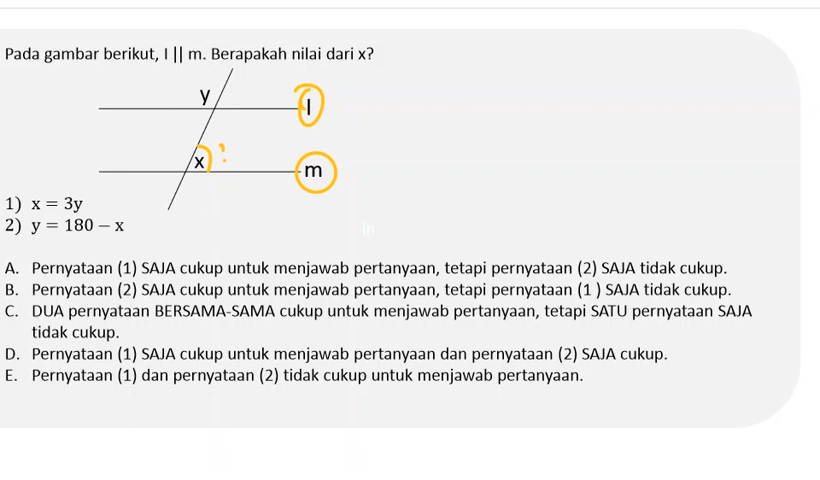 Pada gambar berikut, l || m. Berapakah nilai dari x?
y
l
x ?
m
1) x = 3y
2) y = 180 − x
in
A. Pernyataan (1) SAJA cukup untuk menjawab pertanyaan, tetapi pernyataan (2) SAJA tidak cukup.
B. Pernyataan (2) SAJA cukup untuk menjawab pertanyaan, tetapi pernyataan (1 ) SAJA tidak cukup.
C. DUA pernyataan BERSAMA-SAMA cukup untuk menjawab pertanyaan, tetapi SATU pernyataan SAJA
tidak cukup.
D. Pernyataan (1) SAJA cukup untuk menjawab pertanyaan dan pernyataan (2) SAJA cukup.
E. Pernyataan (1) dan pernyataan (2) tidak cukup untuk menjawab pertanyaan.